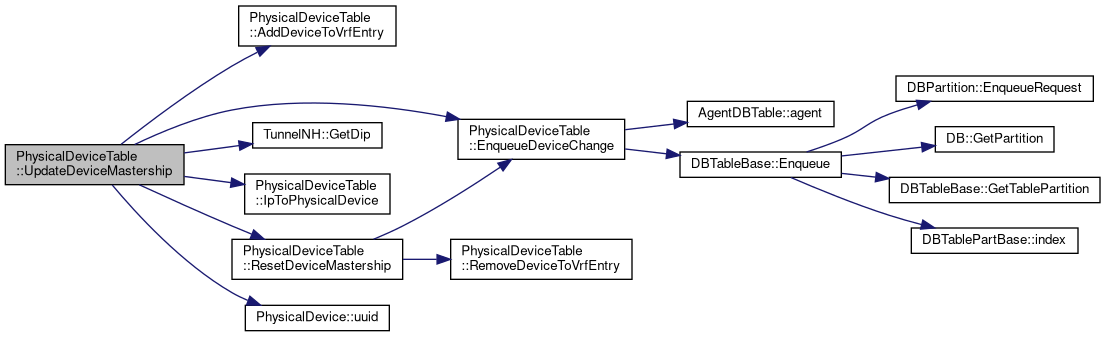 PhysicalDeviceTable
::UpdateDeviceMastership
PhysicalDeviceTable
::AddDeviceToVrfEntry
TunnelNH::GetDip
PhysicalDeviceTable
::IpToPhysicalDevice
PhysicalDeviceTable
::ResetDeviceMastership
PhysicalDevice::uuid
PhysicalDeviceTable
::EnqueueDeviceChange
PhysicalDeviceTable
::RemoveDeviceToVrfEntry
AgentDBTable::agent
DBTableBase::Enqueue
DBPartition::EnqueueRequest
DB::GetPartition
DBTableBase::GetTablePartition
DBTablePartBase::index